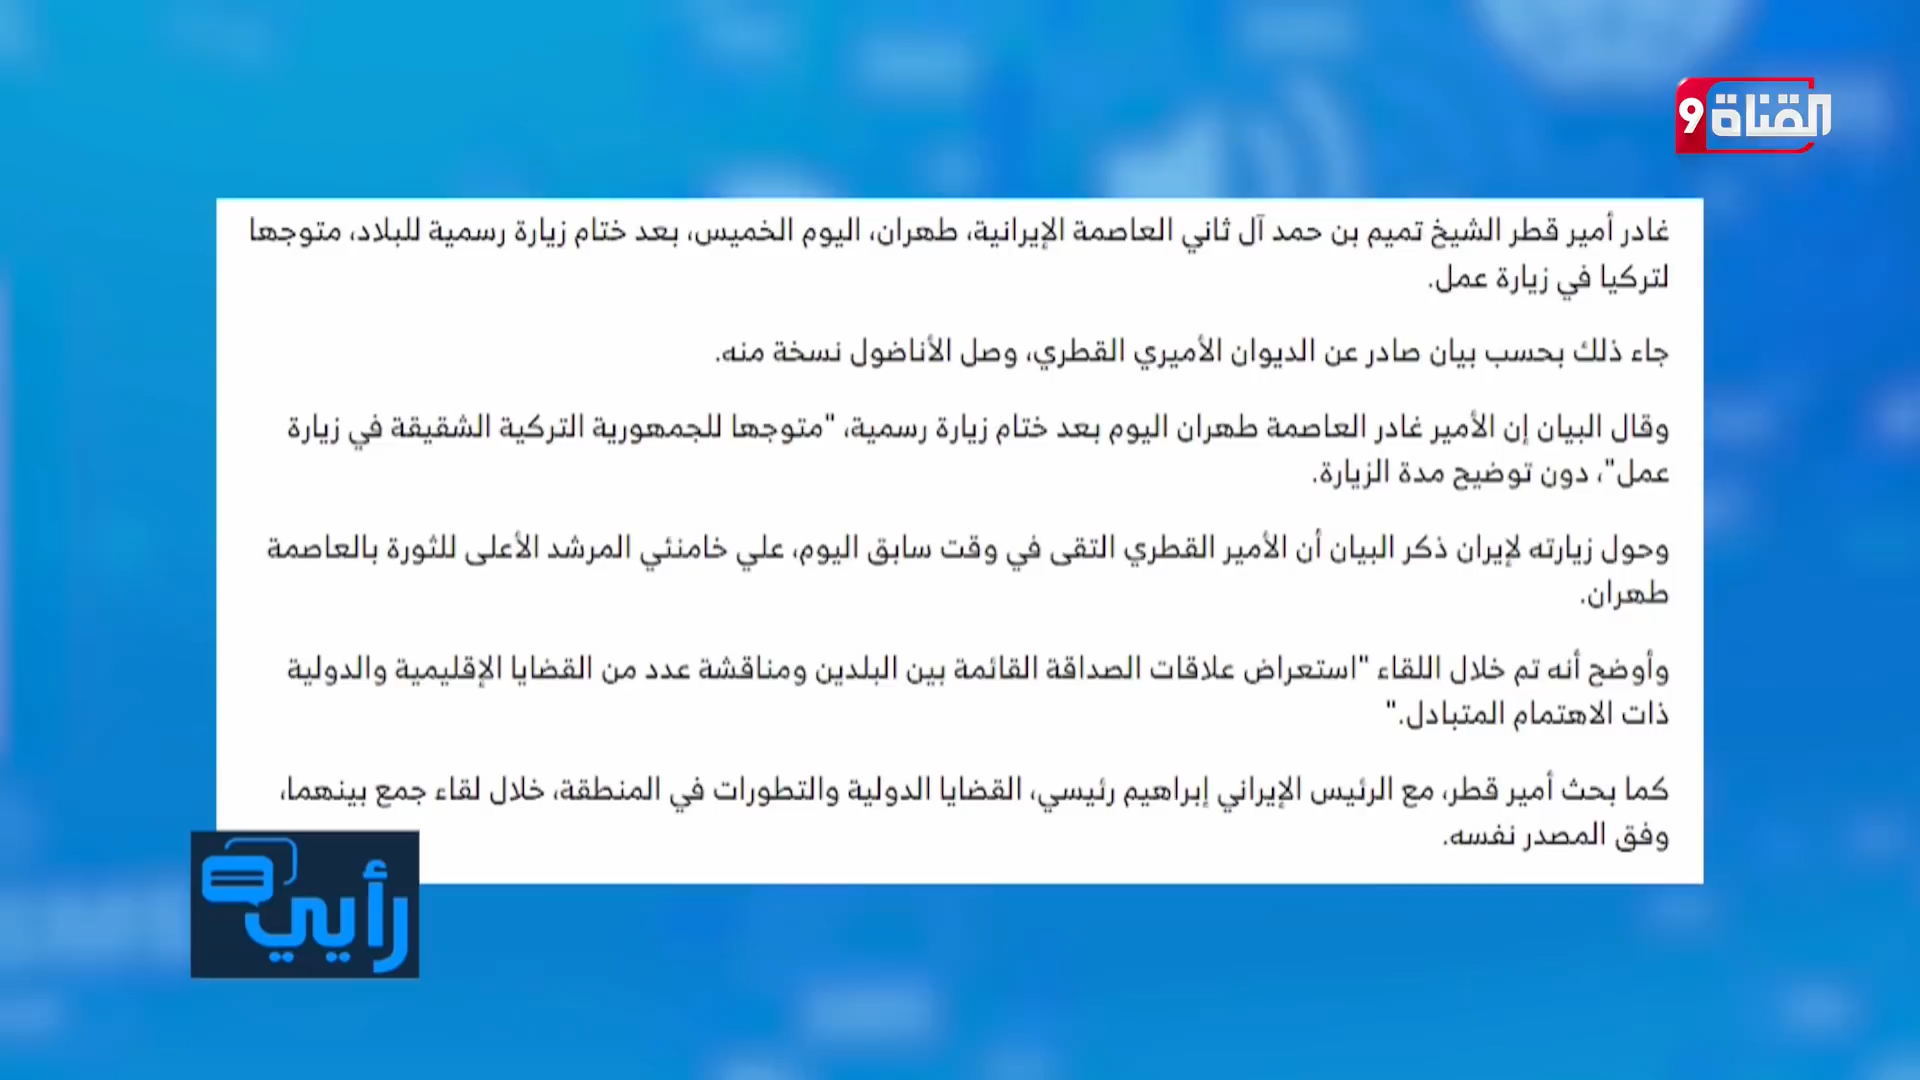 القناة 9
غادر أمير قطر الشيخ تميم بن حمد آل ثاني العاصمة الإيرانية، طهران، اليوم الخميس، بعد ختام زيارة رسمية للبلاد، متوجها
لتركيا في زيارة عمل.
جاء ذلك بحسب بيان صادر عن الديوان الأميري القطري، وصل الأناضول نسخة منه.
وقال البيان إن الأمير غادر العاصمة طهران اليوم بعد ختام زيارة رسمية، "متوجها للجمهورية التركية الشقيقة في زيارة
عمل"، دون توضيح مدة الزيارة.
وحول زيارته لإيران ذكر البيان أن الأمير القطري التقى في وقت سابق اليوم، علي خامنئي المرشد الأعلى للثورة بالعاصمة
طهران.
وأوضح أنه تم خلال اللقاء "استعراض علاقات الصداقة القائمة بين البلدين ومناقشة عدد من القضايا الإقليمية والدولية
ذات الاهتمام المتبادل."
كما بحث أمير قطر، مع الرئيس الإيراني إبراهيم رئيسي، القضايا الدولية والتطورات في المنطقة، خلال لقاء جمع بينهما،
وفق المصدر نفسه.
رأيي